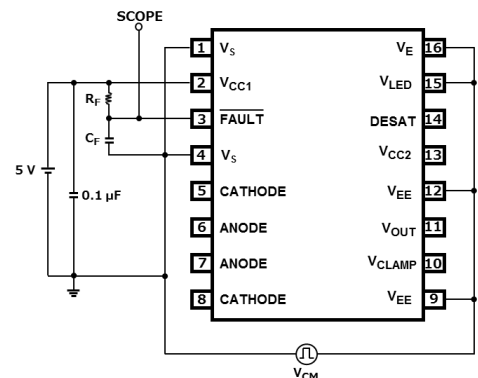 SCOPE
1 VS
VE 16
2 VCC1
VLED 15
RF
3 FAULT
DESAT 14
CF
4 VS
VCC2 13
5 V
0.1 µF
5 CATHODE
VEE 12
6 ANODE
VOUT 11
7 ANODE
VCLAMP 10
8 CATHODE
VEE 9
VCM